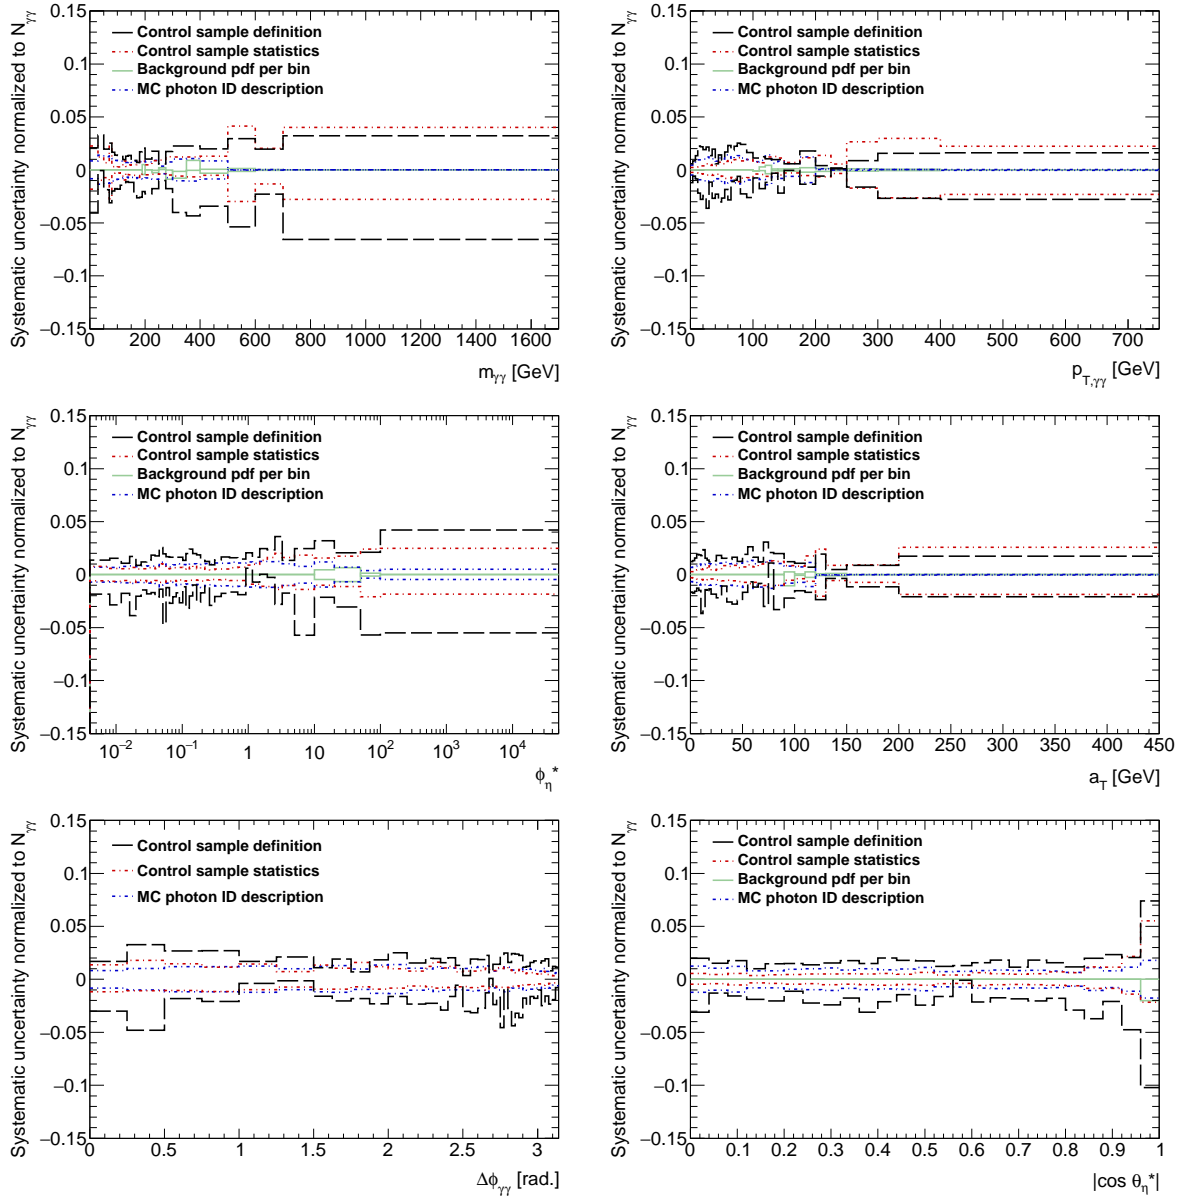 Systematic uncertainty normalized to Nγγ
0.15
0.1
0.05
0
−0.05
−0.1
−0.15
Control sample definition
Control sample statistics
Background pdf per bin
MC photon ID description
0 200 400 600 800 1000 1200 1400 1600
mγγ [GeV]
Systematic uncertainty normalized to Nγγ
0.15
0.1
0.05
0
−0.05
−0.1
−0.15
Control sample definition
Control sample statistics
Background pdf per bin
MC photon ID description
0 100 200 300 400 500 600 700
pT,γγ [GeV]
Systematic uncertainty normalized to Nγγ
0.15
0.1
0.05
0
−0.05
−0.1
−0.15
Control sample definition
Control sample statistics
Background pdf per bin
MC photon ID description
10−2 10−1 1 10 102 103 104
ϕη*
Systematic uncertainty normalized to Nγγ
0.15
0.1
0.05
0
−0.05
−0.1
−0.15
Control sample definition
Control sample statistics
Background pdf per bin
MC photon ID description
0 50 100 150 200 250 300 350 400 450
aT [GeV]
Systematic uncertainty normalized to Nγγ
0.15
0.1
0.05
0
−0.05
−0.1
−0.15
Control sample definition
Control sample statistics
MC photon ID description
0 0.5 1 1.5 2 2.5 3
Δϕγγ [rad.]
Systematic uncertainty normalized to Nγγ
0.15
0.1
0.05
0
−0.05
−0.1
−0.15
Control sample definition
Control sample statistics
Background pdf per bin
MC photon ID description
0 0.1 0.2 0.3 0.4 0.5 0.6 0.7 0.8 0.9 1
|cos θη*|